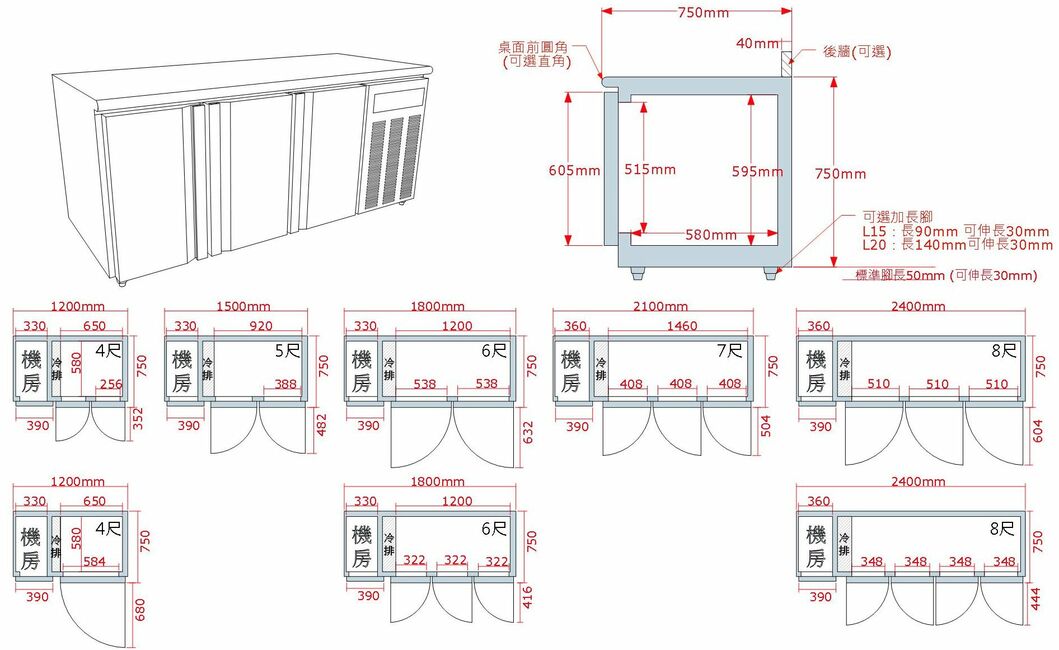 750mm
40mm
桌面前圓角
(可選直角)
後牆(可選)
605mm
515mm
595mm
750mm
580mm
可選加長腳
L15：長90mm 可伸長30mm
L20：長140mm可伸長30mm
標準腳長50mm (可伸長30mm)
1200mm
330
650
機房
冷排
580
4尺
256
750
390
352
1500mm
330
920
機房
冷排
5尺
388
750
390
482
1800mm
330
1200
機房
冷排
6尺
538
538
750
390
632
2100mm
360
1460
機房
冷排
7尺
408
408
408
750
390
504
2400mm
360
機房
冷排
8尺
510
510
510
750
390
604
1200mm
330
650
機房
冷排
580
4尺
584
750
390
680
1800mm
330
1200
機房
冷排
6尺
322
322
322
750
390
416
2400mm
360
機房
冷排
8尺
348
348
348
348
750
390
444